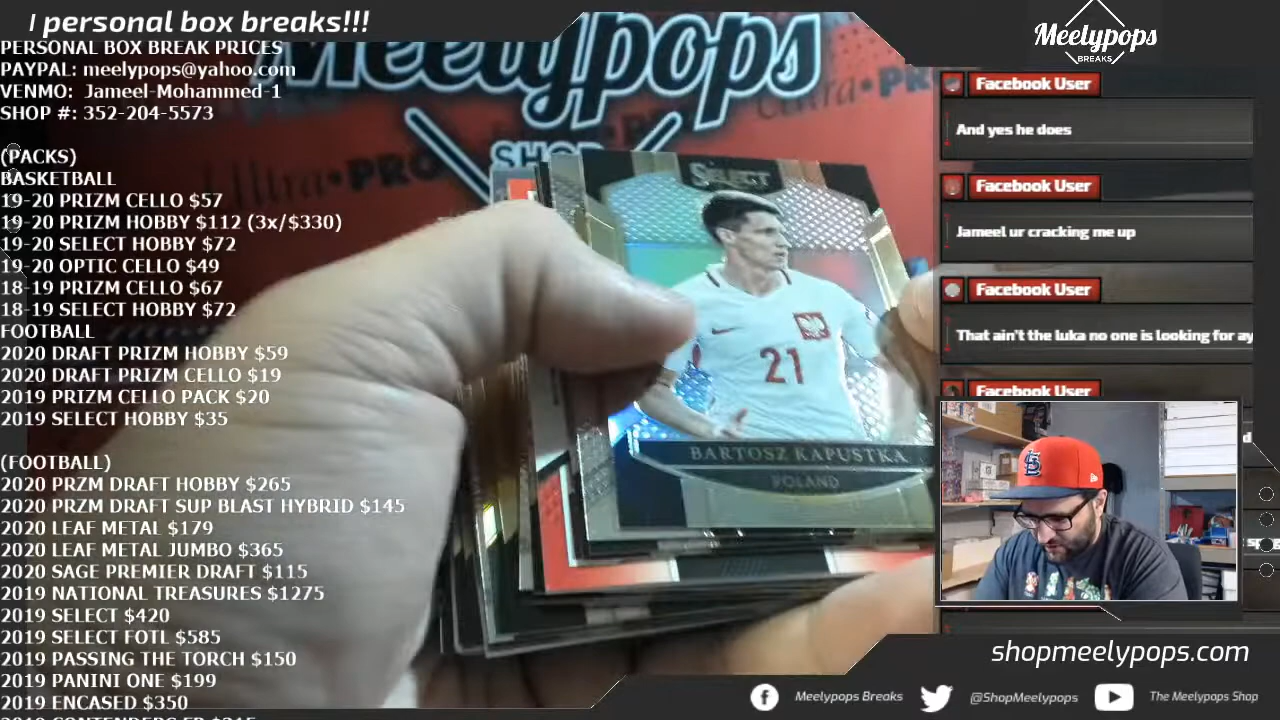 I personal box breaks!!!
PERSONAL BOX BREAK PRICES
PAYPAL: meelypops@yahoo.com
VENMO: Jameel-Mohammed-1
SHOP #: 352-204-5573
(PACKS)
BASKETBALL
19-20 PRIZM CELLO $57
19-20 PRIZM HOBBY $112 (3x/$330)
19-20 SELECT HOBBY $72
19-20 OPTIC CELLO $49
18-19 PRIZM CELLO $67
18-19 SELECT HOBBY $72
FOOTBALL
2020 DRAFT PRIZM HOBBY $59
2020 DRAFT PRIZM CELLO $19
2019 PRIZM CELLO PACK $20
2019 SELECT HOBBY $35
(FOOTBALL)
2020 PRZM DRAFT HOBBY $265
2020 PRZM DRAFT SUP BLAST HYBRID $145
2020 LEAF METAL $179
2020 LEAF METAL JUMBO $365
2020 SAGE PREMIER DRAFT $115
2019 NATIONAL TREASURES $1275
2019 SELECT $420
2019 SELECT FOTL $585
2019 PASSING THE TORCH $150
2019 PANINI ONE $199
2019 ENCASED $350
Meelypops
SHOP
Ultra•PRO
SELECT
21
BARTOSZ KAPUSTKA
POLAND
Meelypops
BREAKS
Facebook User
And yes he does
Facebook User
Jameel ur cracking me up
Facebook User
That ain't the luka no one is looking for ay
Facebook User
shopmeelypops.com
Meelypops Breaks
@ShopMeelypops
The Meelypops Shop